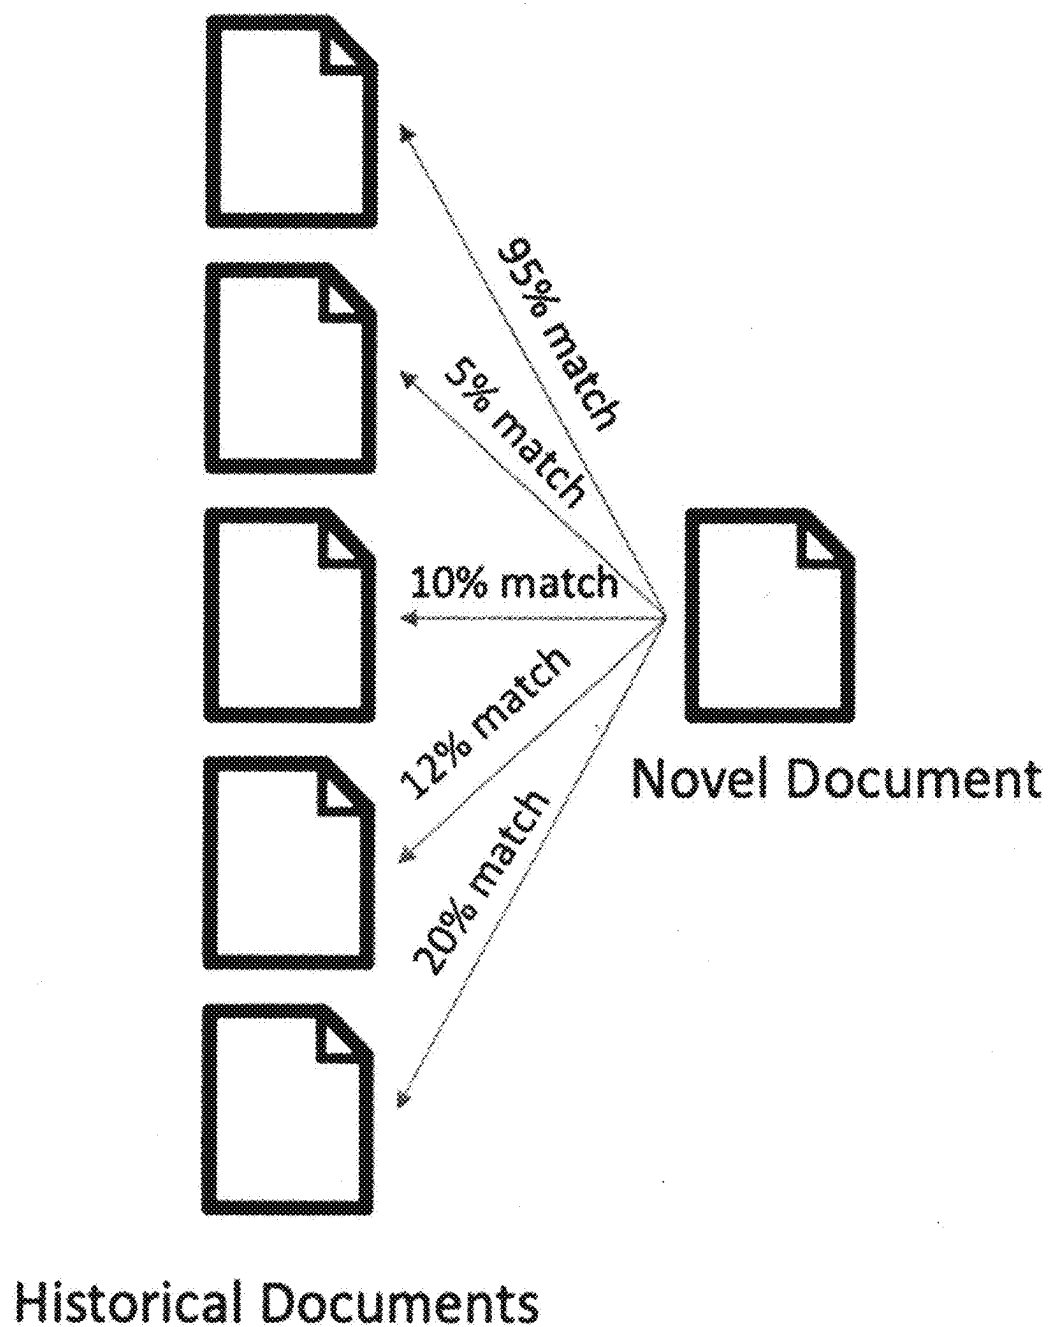 95% match
5% match
10% match
12% match
20% match
Novel Document
Historical Documents